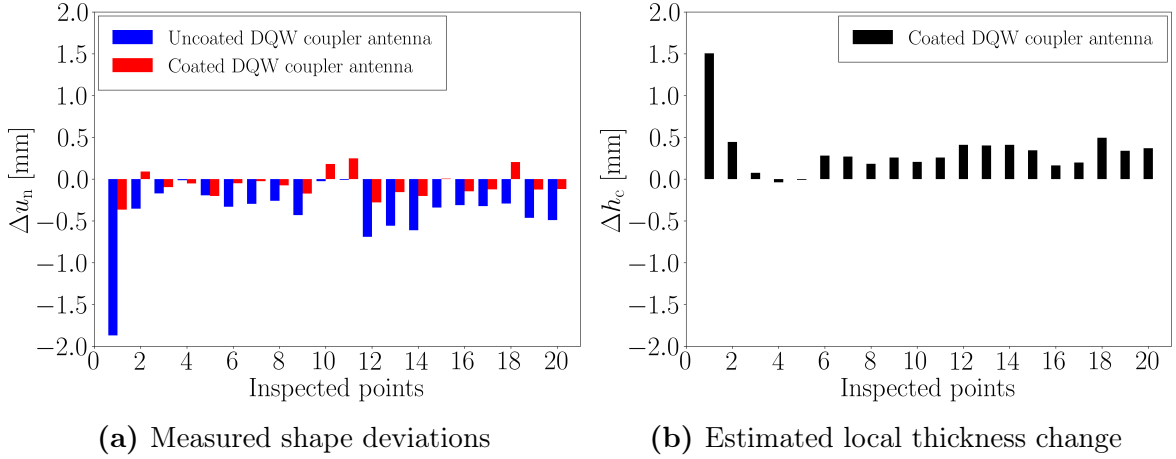 2.0
1.5
1.0
0.5
0.0
−0.5
−1.0
−1.5
−2.0
Δu_n [mm]
Uncoated DQW coupler antenna
Coated DQW coupler antenna
0 2 4 6 8 10 12 14 16 18 20
Inspected points
(a) Measured shape deviations
2.0
1.5
1.0
0.5
0.0
−0.5
−1.0
−1.5
−2.0
Δh_c [mm]
Coated DQW coupler antenna
0 2 4 6 8 10 12 14 16 18 20
Inspected points
(b) Estimated local thickness change